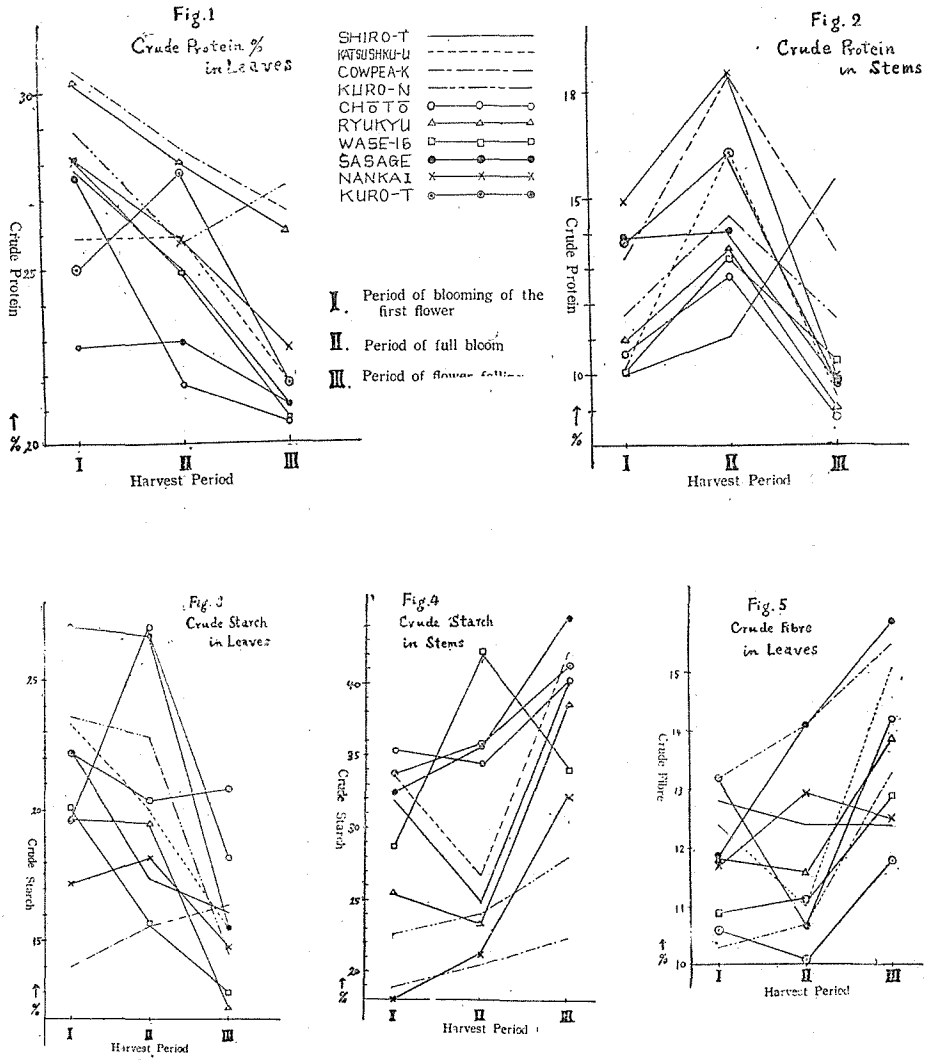 Fig.1
Crude Protein %
in Leaves
30
25
20
Crude Protein
↑
%
I II III
Harvest Period
SHIRO-T
KATSUSHKU-U
COWPEA-K
KURO-N
CHŌTŌ
RYUKYU
WASE-16
SASAGE
NANKAI
KURO-T
I. Period of blooming of the
first flower
II. Period of full bloom
III. Period of flower falling
Fig. 2
Crude Protein
in Stems
18
15
10
Crude Protein
↑
%
I II III
Harvest Period
Fig. 3
Crude Starch
in Leaves
25
20
15
Crude Starch
↑
%
I II III
Harvest Period
Fig.4
Crude Starch
in Stems
40
35
30
25
20
Crude Starch
↑
%
I II III
Harvest Period
Fig. 5
Crude Fibre
in Leaves
15
14
13
12
11
10
Crude Fibre
↑
%
I II III
Harvest Period